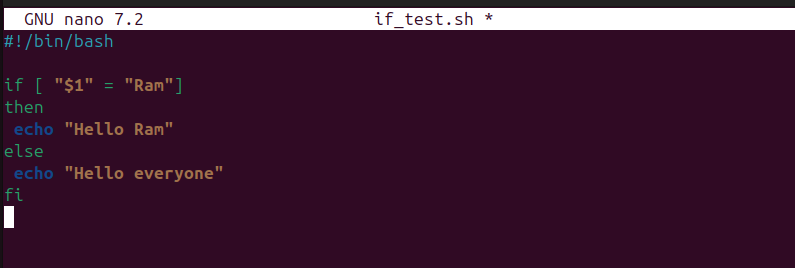 GNU nano 7.2 if_test.sh *
#!/bin/bash

if [ "$1" = "Ram"]
then
 echo "Hello Ram"
else
 echo "Hello everyone"
fi